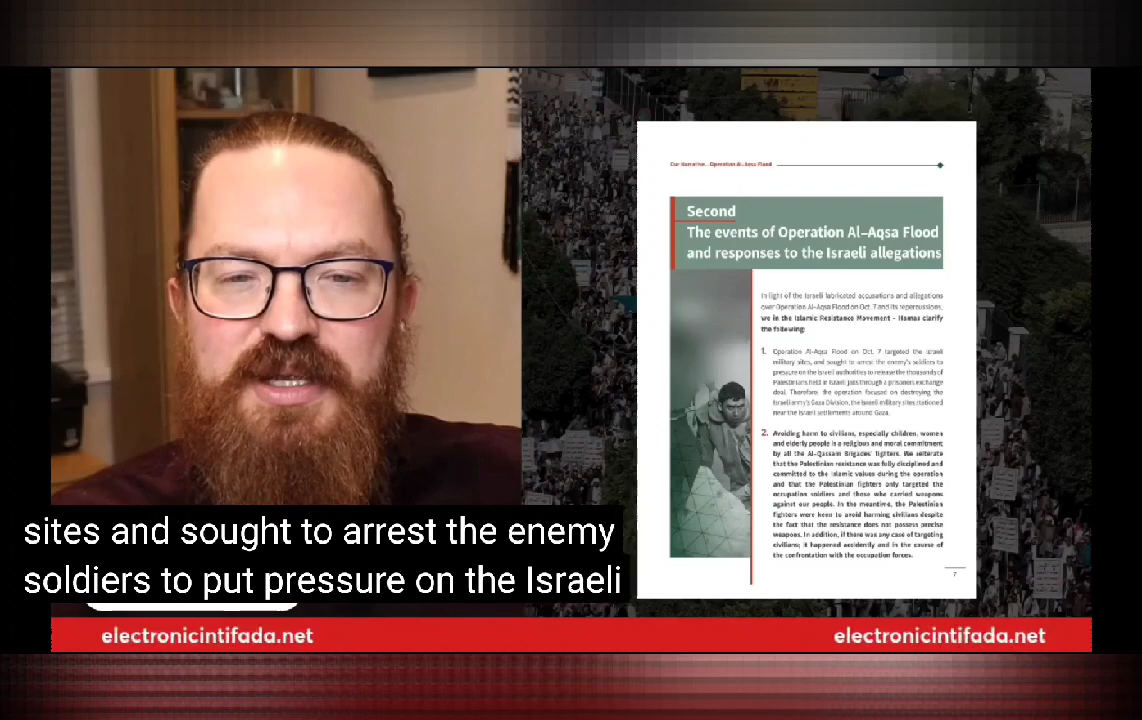 Our Narrative.. Operation Al-Aqsa Flood
Second
The events of Operation Al-Aqsa Flood
and responses to the Israeli allegations
In light of the Israeli fabricated accusations and allegations
over Operation Al-Aqsa Flood on Oct. 7 and its repercussions,
we in the Islamic Resistance Movement - Hamas clarify
the following:
1. Operation Al-Aqsa Flood on Oct. 7 targeted the Israeli
military sites, and sought to arrest the enemy's soldiers to
pressure on the Israeli authorities to release the thousands of
Palestinians held in Israeli jails through a prisoners exchange
deal. Therefore, the operation focused on destroying the
Israeli army's Gaza Division, the Israeli military sites stationed
near the Israeli settlements around Gaza.
2. Avoiding harm to civilians, especially children, women
and elderly people is a religious and moral commitment
by all the Al-Qassam Brigades' fighters. We reiterate
that the Palestinian resistance was fully disciplined and
committed to the Islamic values during the operation
and that the Palestinian fighters only targeted the
occupation soldiers and those who carried weapons
against our people. In the meantime, the Palestinian
fighters were keen to avoid harming civilians despite
the fact that the resistance does not possess precise
weapons. In addition, if there was any case of targeting
civilians; it happened accidently and in the course of
the confrontation with the occupation forces.
7
sites and sought to arrest the enemy
soldiers to put pressure on the Israeli
electronicintifada.net
electronicintifada.net